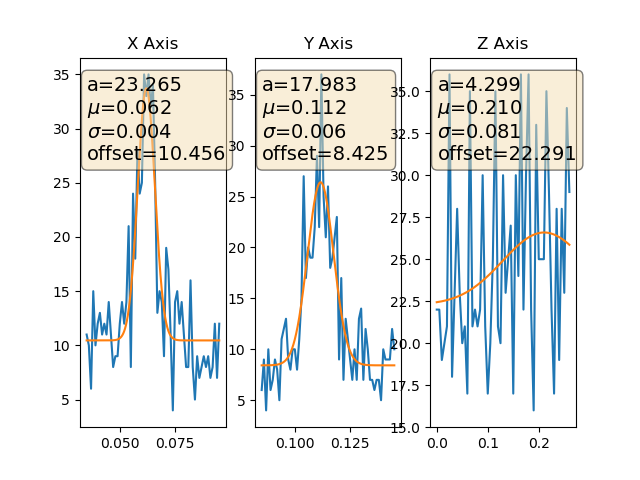 X Axis
Y Axis
Z Axis
a=23.265
μ=0.062
σ=0.004
offset=10.456
a=17.983
μ=0.112
σ=0.006
offset=8.425
a=4.299
μ=0.210
σ=0.081
offset=22.291
35
30
25
20
15
10
5
0.050 0.075
35
30
25
20
15
10
5
0.100 0.125
35.0
32.5
30.0
27.5
25.0
22.5
20.0
17.5
15.0
0.0 0.1 0.2